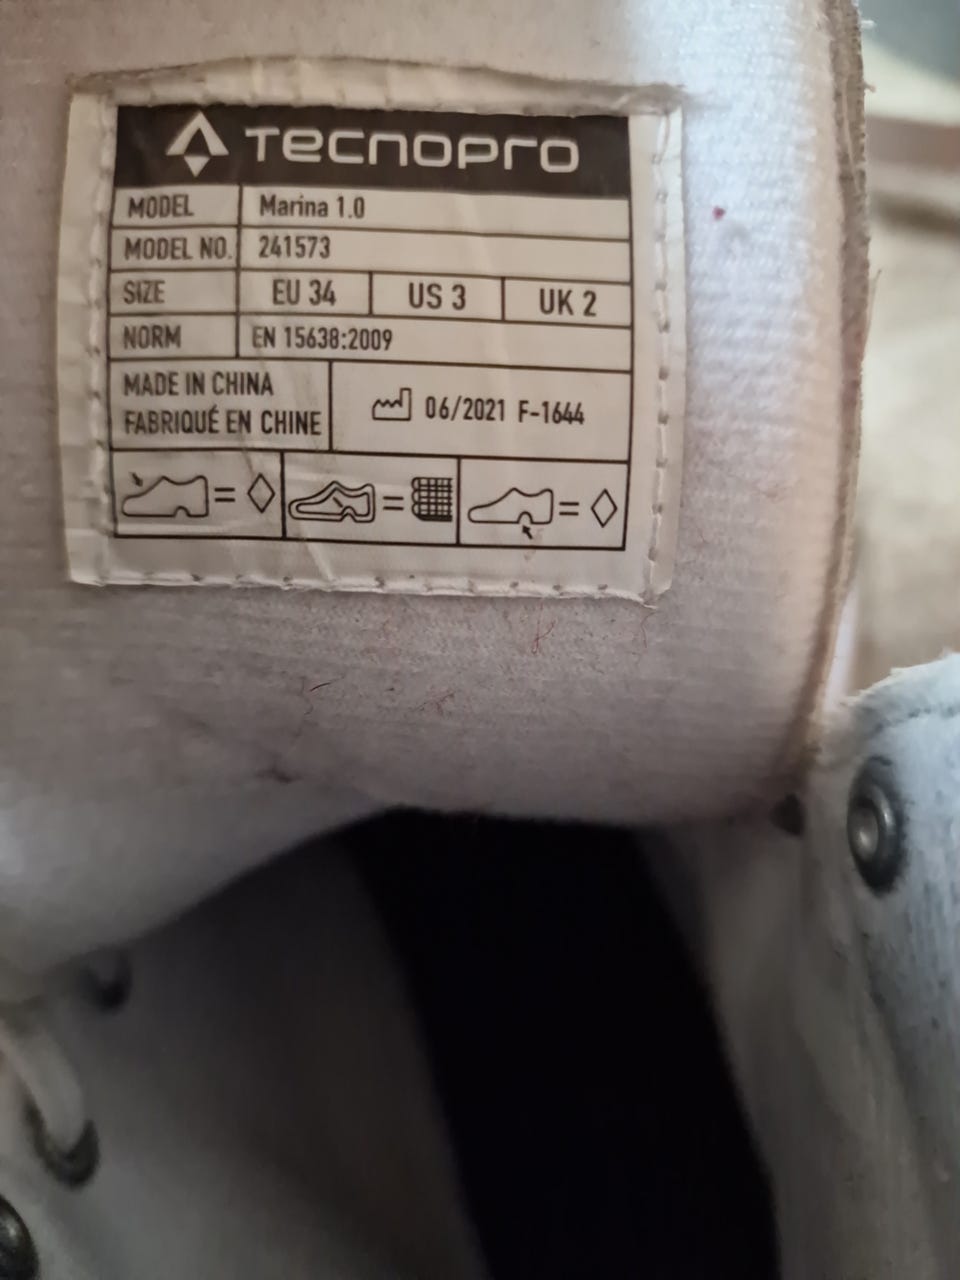 TECNOPRO
MODEL Marina 1.0
MODEL NO. 241573
SIZE EU 34 US 3 UK 2
NORM EN 15638:2009
MADE IN CHINA
FABRIQUÉ EN CHINE
06/2021 F-1644
= =  =